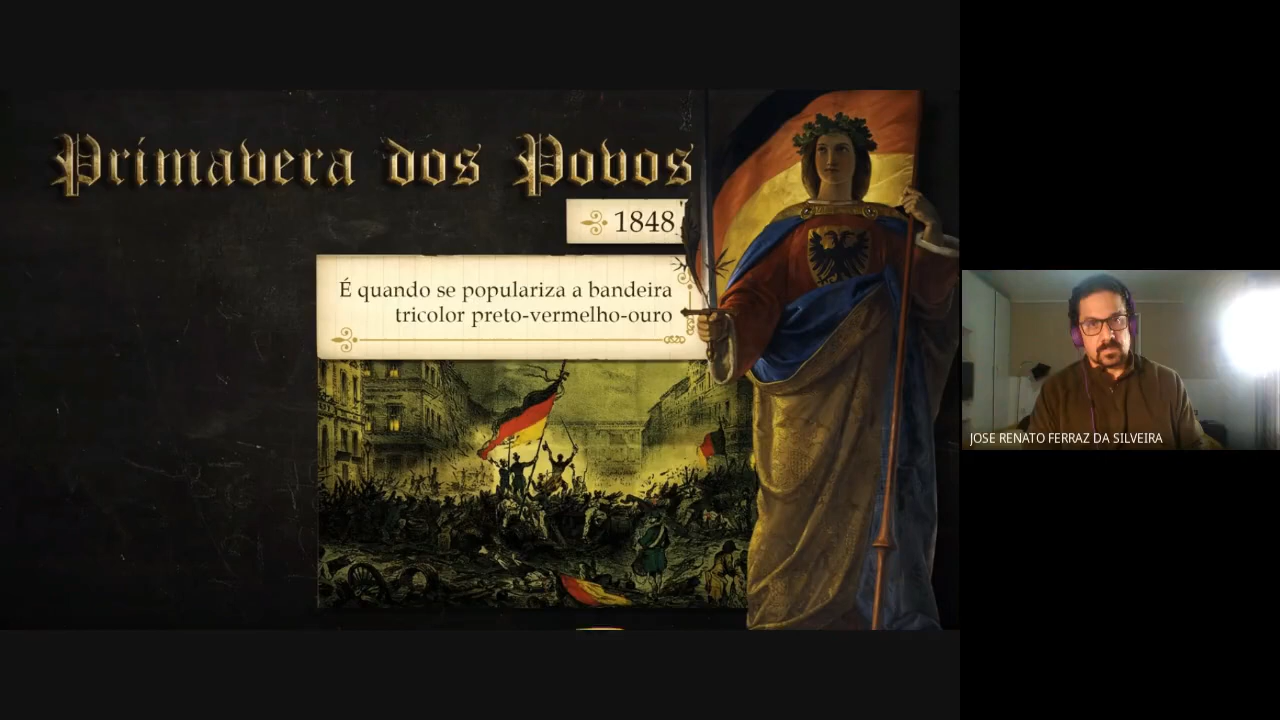 Primavera dos Povos
1848
É quando se populariza a bandeira
tricolor preto-vermelho-ouro
JOSE RENATO FERRAZ DA SILVEIRA